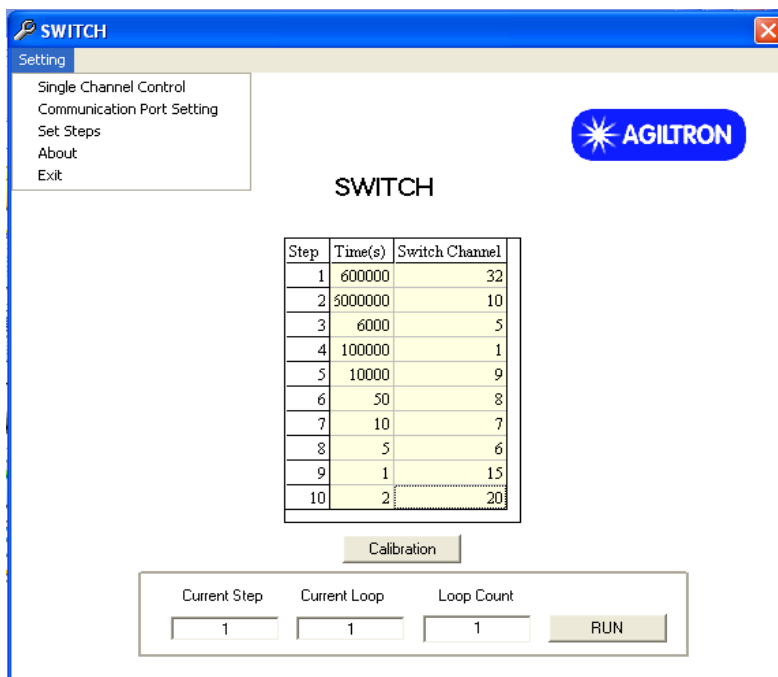 SWITCH
Setting
Single Channel Control
Communication Port Setting
Set Steps
About
Exit
AGILTRON
SWITCH
Step Time(s) Switch Channel
1 600000 32
2 6000000 10
3 6000 5
4 100000 1
5 10000 9
6 50 8
7 10 7
8 5 6
9 1 15
10 2 20
Calibration
Current Step Current Loop Loop Count
1 1 1 RUN